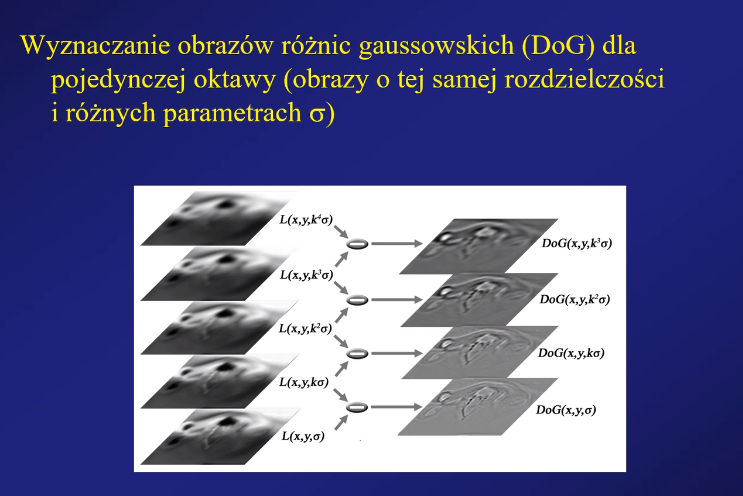 Wyznaczanie obrazów różnic gaussowskich (DoG) dla
pojedynczej oktawy (obrazy o tej samej rozdzielczości
i różnych parametrach σ)
L(x,y,k⁴σ)
DoG(x,y,k³σ)
L(x,y,k³σ)
DoG(x,y,k²σ)
L(x,y,k²σ)
DoG(x,y,kσ)
L(x,y,kσ)
DoG(x,y,σ)
L(x,y,σ)